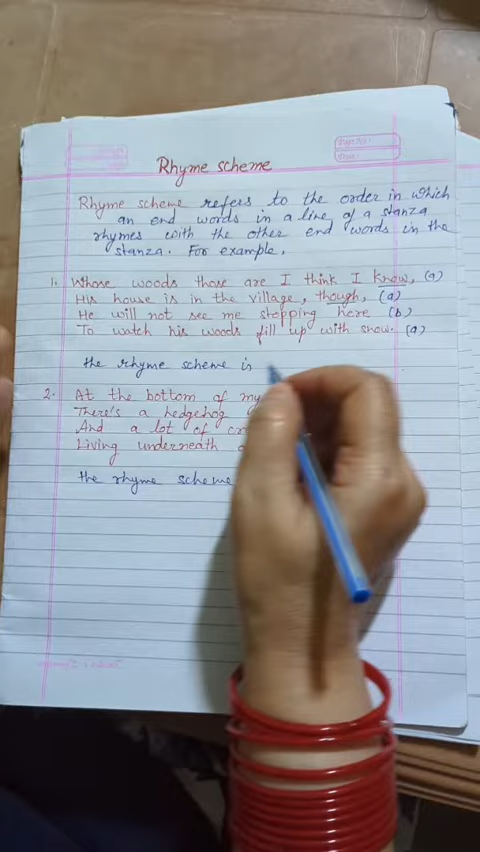 Rhyme scheme
Rhyme scheme refers to the order in which
an end words in a line of a stanza
rhymes with the other end words in the
stanza. For example,
1. Whose woods those are I think I know, (a)
His house is in the village, though, (a)
He will not see me stopping here (b)
To watch his woods fill up with snow. (a)
the rhyme scheme is
2. At the bottom of my
There's a hedgehog
And a lot of
Living underneath
the rhyme scheme